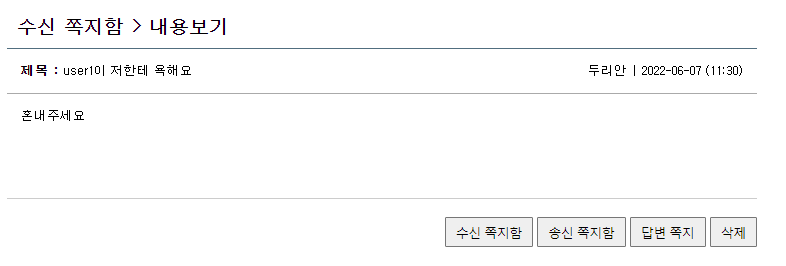 수신 쪽지함 > 내용보기
제목 : user1이 저한테 욕해요 두리안 | 2022-06-07 (11:30)
혼내주세요
수신 쪽지함 송신 쪽지함 답변 쪽지 삭제